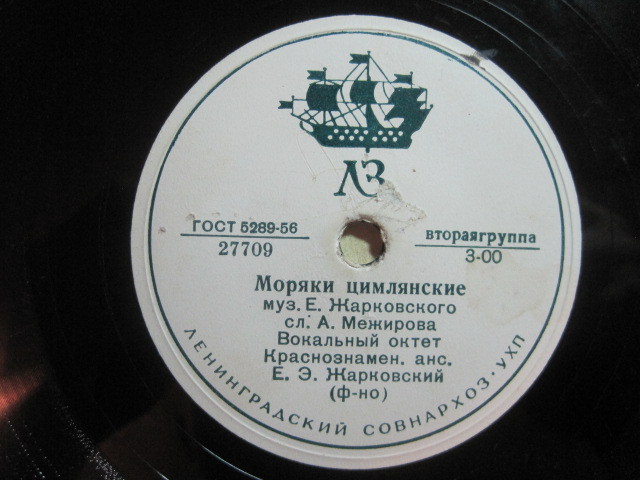 ЛЗ
ГОСТ 5289-56
27709
втораягруппа
3-00
Моряки цимлянские
муз. Е. Жарковского
сл. А. Межирова
Вокальный октет
Краснознамен. анс.
Е. Э. Жарковский
(ф-но)
ЛЕНИНГРАДСКИЙ СОВНАРХОЗ·УХП